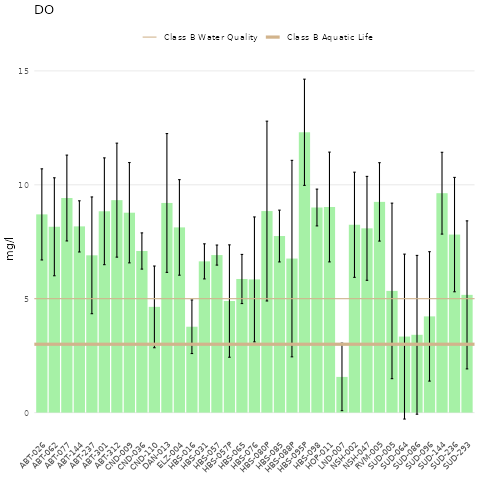 DO
Class B Water Quality
Class B Aquatic Life
mg/l
15
10
5
0
ABT-026
ABT-062
ABT-077
ABT-144
ABT-237
ABT-301
ABT-312
CND-009
CND-036
CND-110
DAN-013
ELZ-004
HBS-016
HBS-031
HBS-057
HBS-057P
HBS-065
HBS-076
HBS-080P
HBS-085
HBS-088P
HBS-095P
HBS-098
HOP-011
IND-007
NSH-002
NSH-047
RVM-005
SUD-005
SUD-064
SUD-086
SUD-096
SUD-144
SUD-236
SUD-293